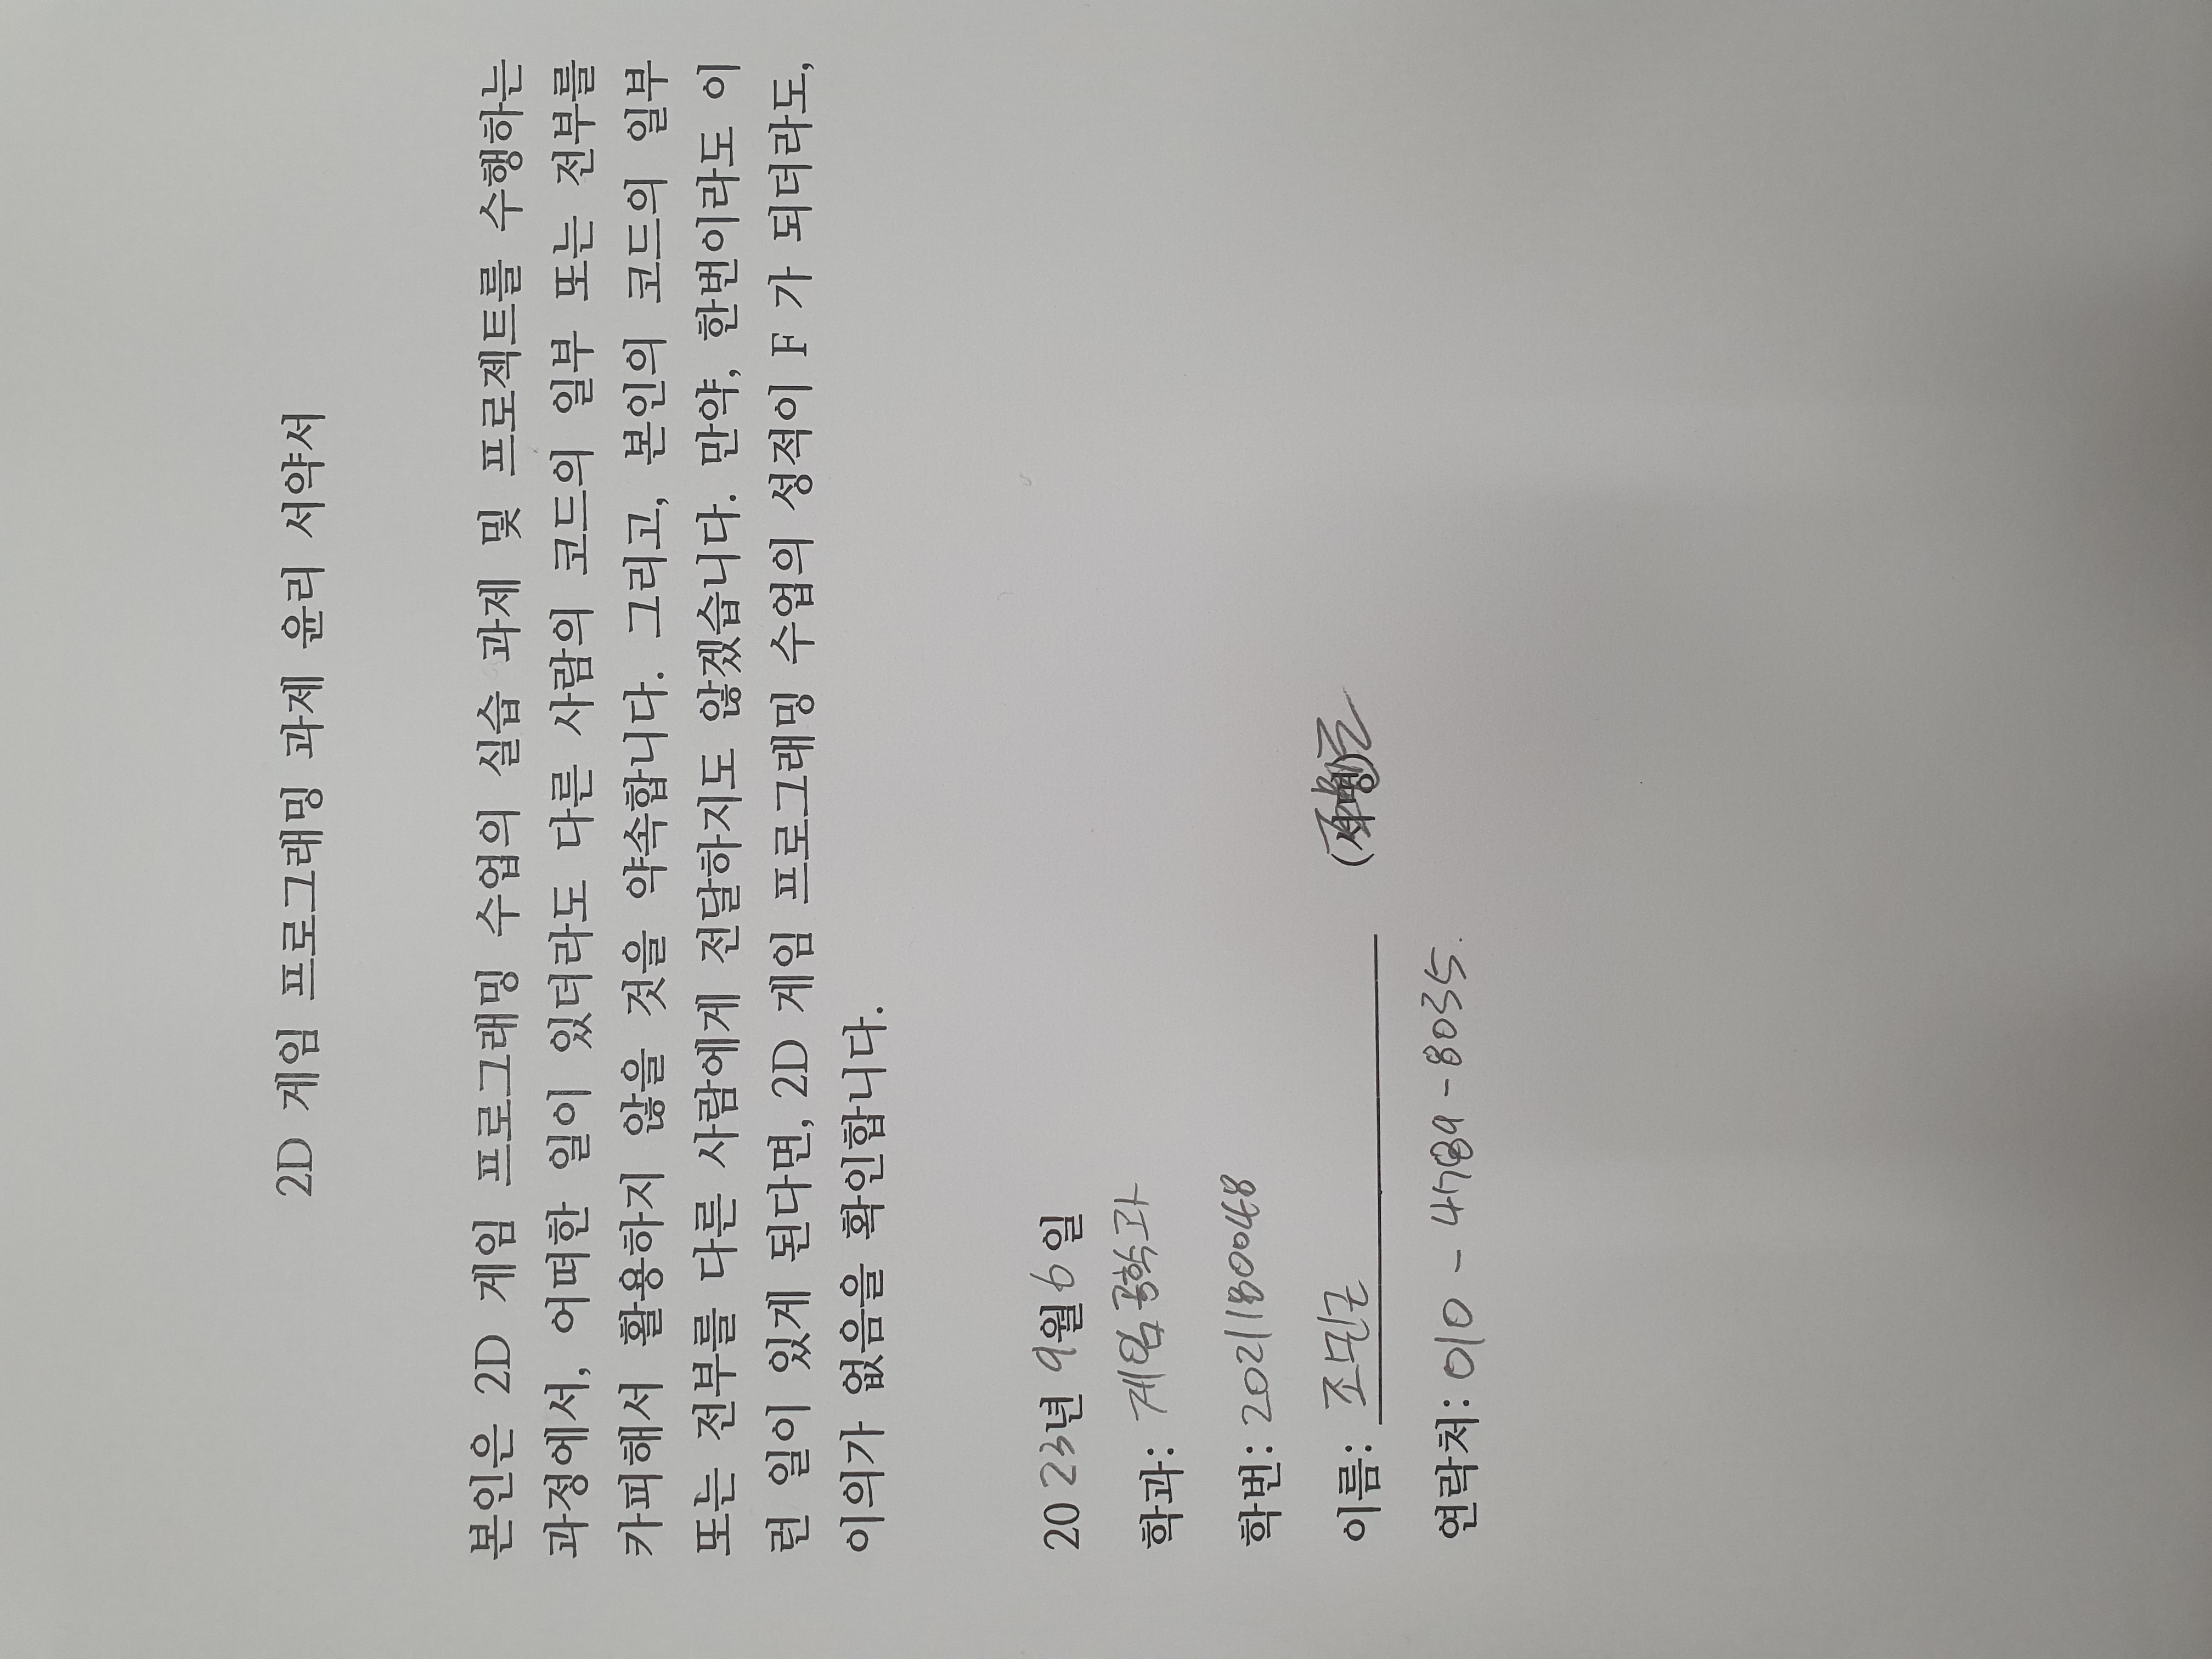 2D 게임 프로그래밍 과제 윤리 서약서
본인은 2D 게임 프로그래밍 수업의 실습 과제 및 프로젝트를 수행하는
과정에서, 어떠한 일이 있더라도 다른 사람의 코드의 일부 또는 전부를
카피해서 활용하지 않을 것을 약속합니다. 그리고, 본인의 코드의 일부
또는 전부를 다른 사람에게 전달하지도 않겠습니다. 만약, 한번이라도 이
런 일이 있게 된다면, 2D 게임 프로그래밍 수업의 성적이 F 가 되더라도,
이의가 없음을 확인합니다.
2023년 9월 6일
학과: 게임공학과
학번: 2021180048
이름: 조민근 (서명)
연락처: 010-4789-8035.